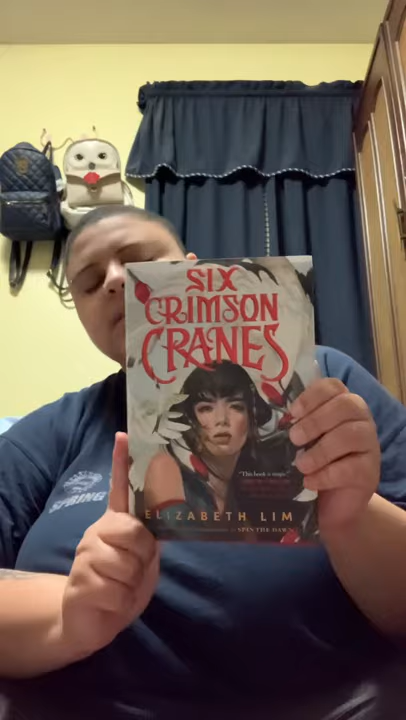 SIX
CRIMSON
CRANES
"This book is magic."
ELIZABETH LIM
SPIN THE DAWN
SPRING